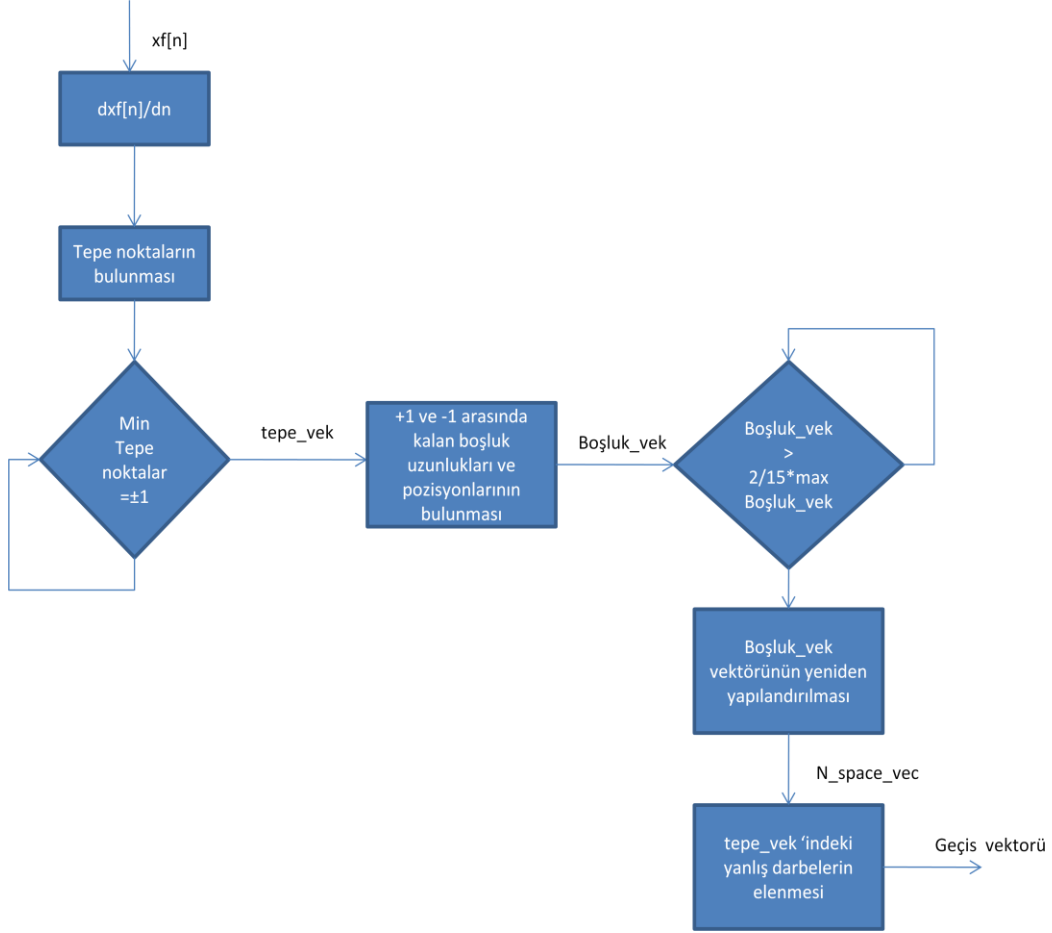 xf[n]
dxf[n]/dn
Tepe noktaların
bulunması
Min
Tepe
noktalar
=±1
tepe_vek
+1 ve -1 arasında
kalan boşluk
uzunlukları ve
pozisyonlarının
bulunması
Boşluk_vek
Boşluk_vek
>
2/15*max
Boşluk_vek
Boşluk_vek
vektörünün yeniden
yapılandırılması
N_space_vec
tepe_vek ‘indeki
yanlış darbelerin
elenmesi
Geçis vektorü